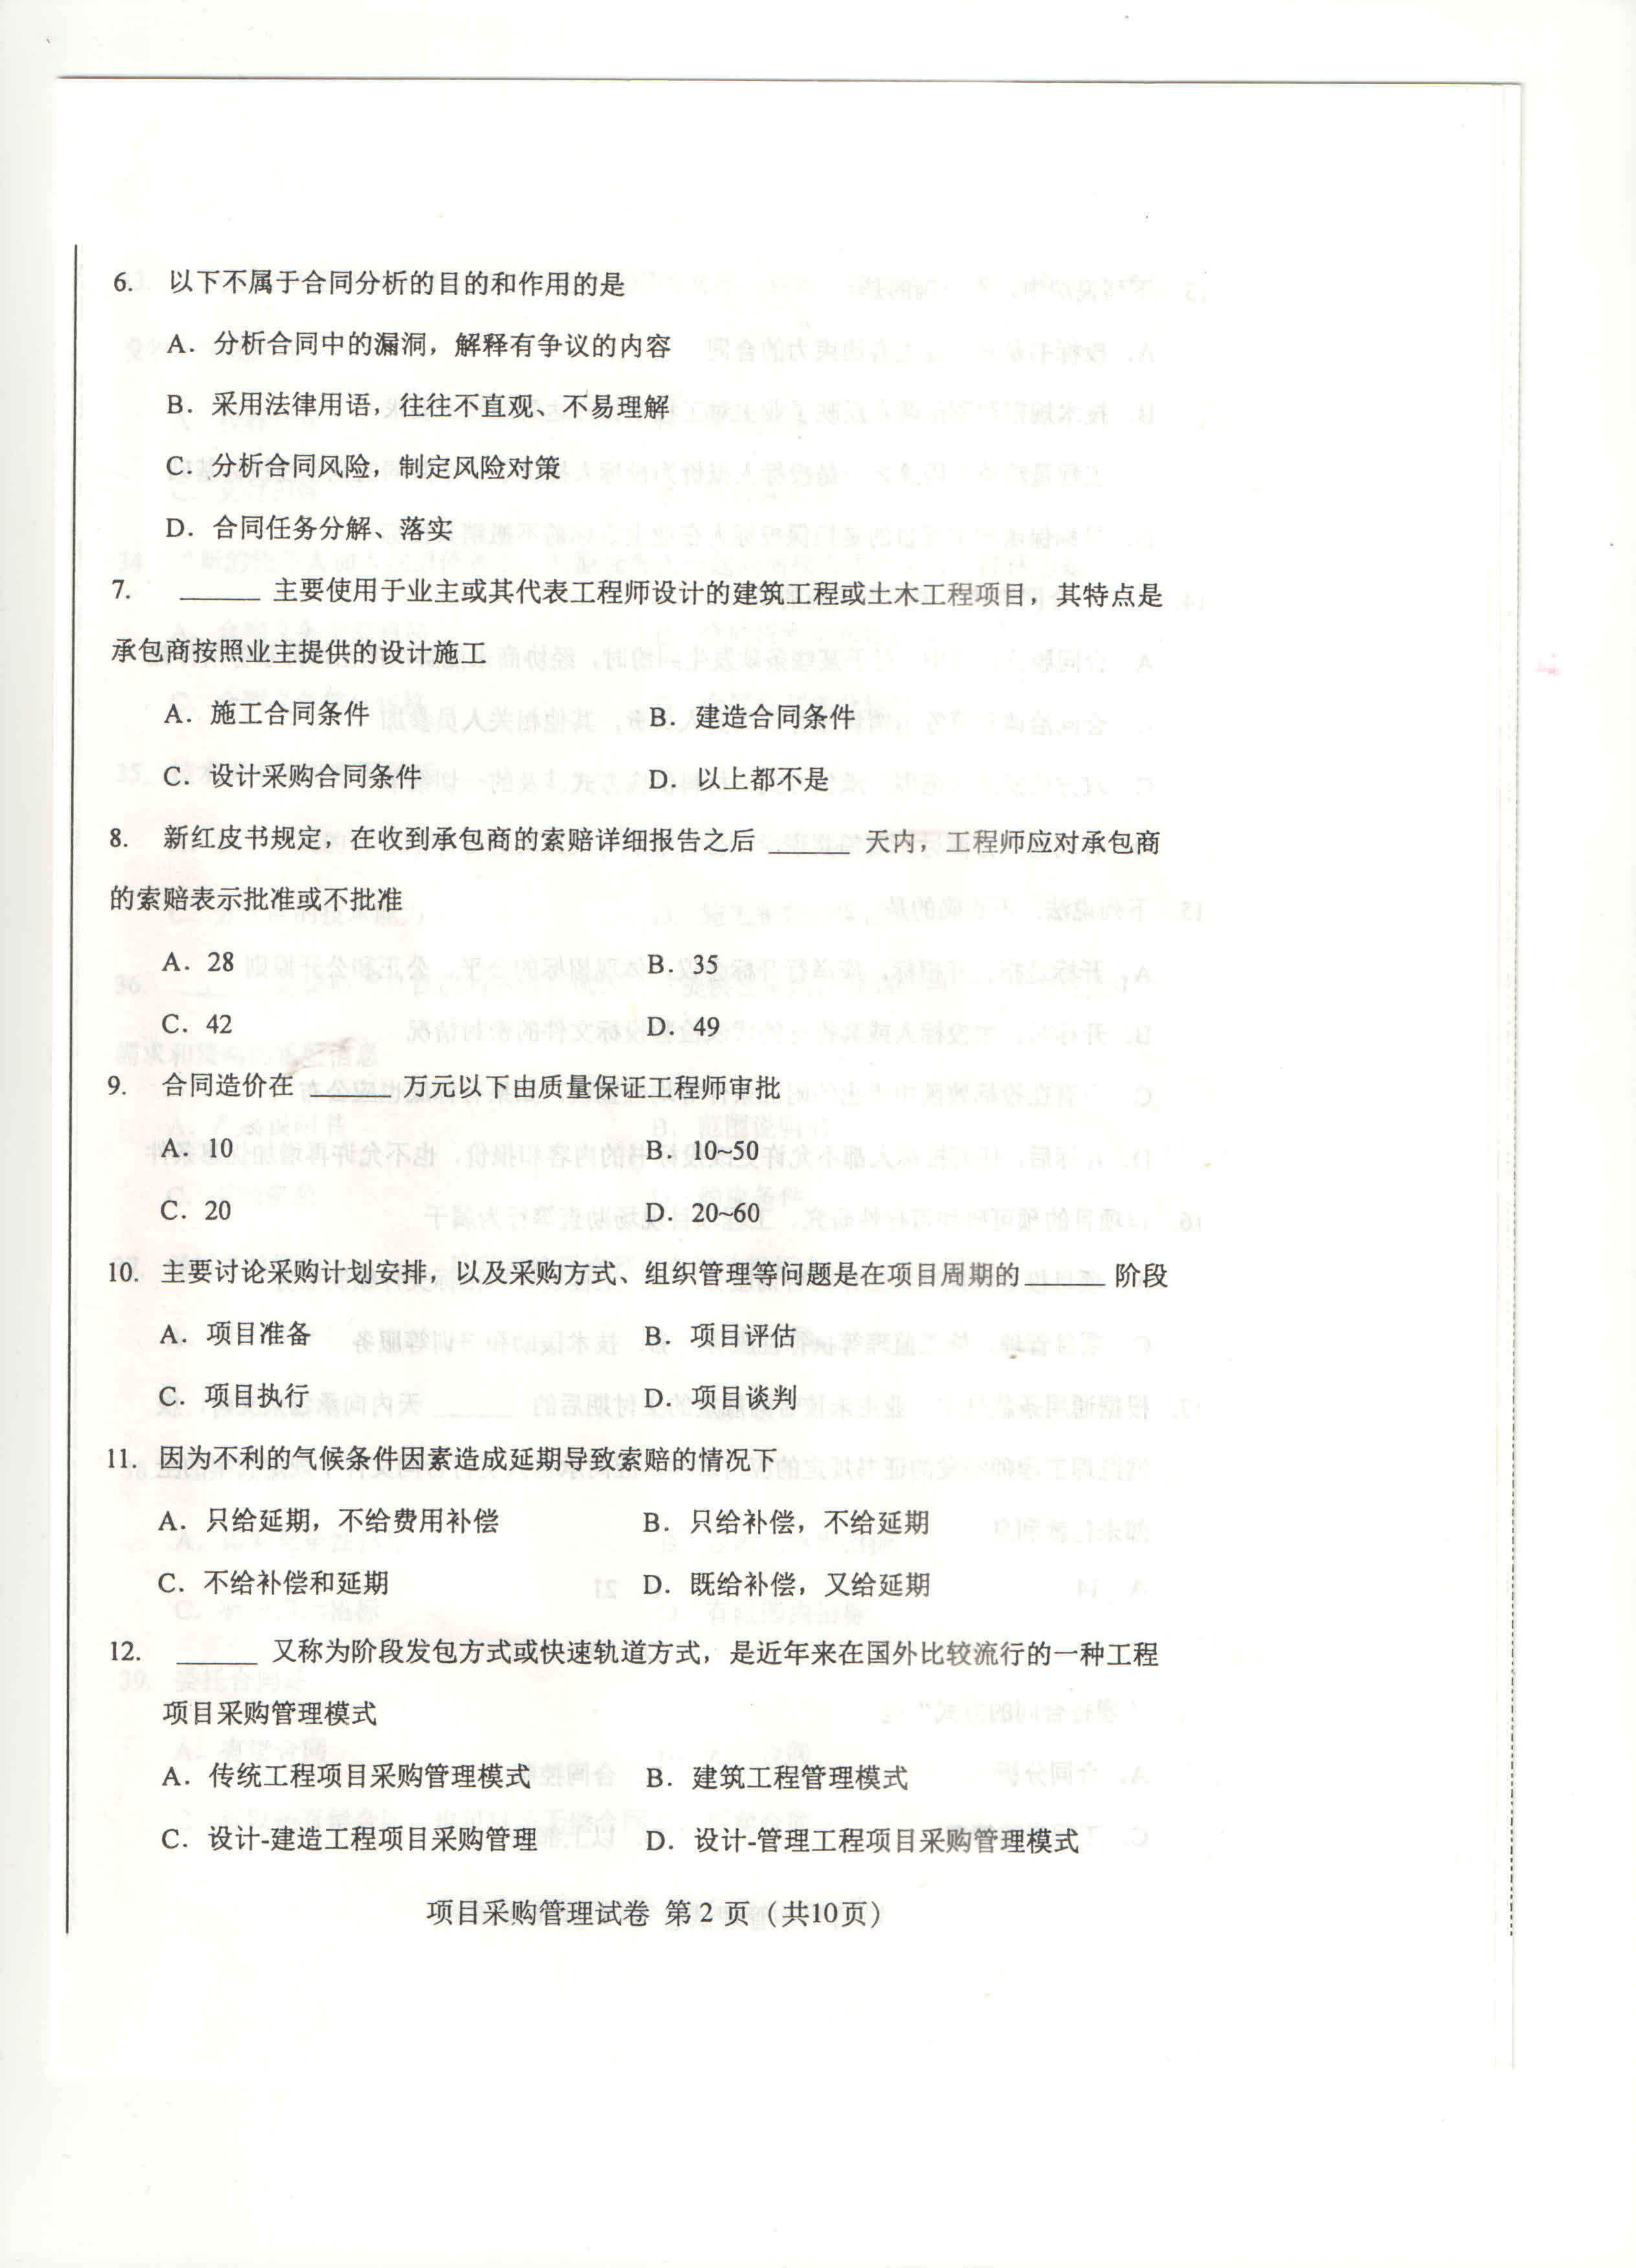 6. 以下不属于合同分析的目的和作用的是
A. 分析合同中的漏洞，解释有争议的内容
B. 采用法律用语，往往不直观、不易理解
C. 分析合同风险，制定风险对策
D. 合同任务分解、落实
7. ______ 主要使用于业主或其代表工程师设计的建筑工程或土木工程项目，其特点是
承包商按照业主提供的设计施工
A. 施工合同条件 B. 建造合同条件
C. 设计采购合同条件 D. 以上都不是
8. 新红皮书规定，在收到承包商的索赔详细报告之后 ______ 天内，工程师应对承包商
的索赔表示批准或不批准
A. 28 B. 35
C. 42 D. 49
9. 合同造价在 ______ 万元以下由质量保证工程师审批
A. 10 B. 10~50
C. 20 D. 20~60
10. 主要讨论采购计划安排，以及采购方式、组织管理等问题是在项目周期的 ______ 阶段
A. 项目准备 B. 项目评估
C. 项目执行 D. 项目谈判
11. 因为不利的气候条件因素造成延期导致索赔的情况下
A. 只给延期，不给费用补偿 B. 只给补偿，不给延期
C. 不给补偿和延期 D. 既给补偿，又给延期
12. ______ 又称为阶段发包方式或快速轨道方式，是近年来在国外比较流行的一种工程
项目采购管理模式
A. 传统工程项目采购管理模式 B. 建筑工程管理模式
C. 设计-建造工程项目采购管理 D. 设计-管理工程项目采购管理模式
项目采购管理试卷 第 2 页（共10页）